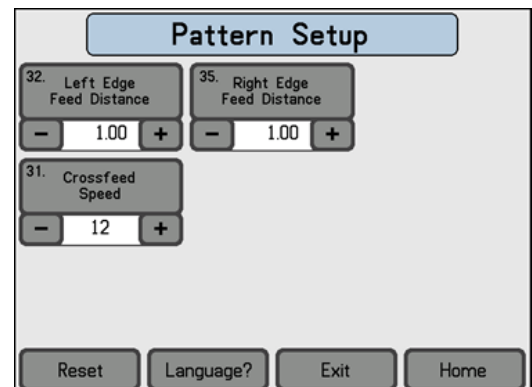 Pattern Setup
32. Left Edge
Feed Distance
- 1.00 +
35. Right Edge
Feed Distance
- 1.00 +
31. Crossfeed
Speed
- 12 +
Reset Language? Exit Home